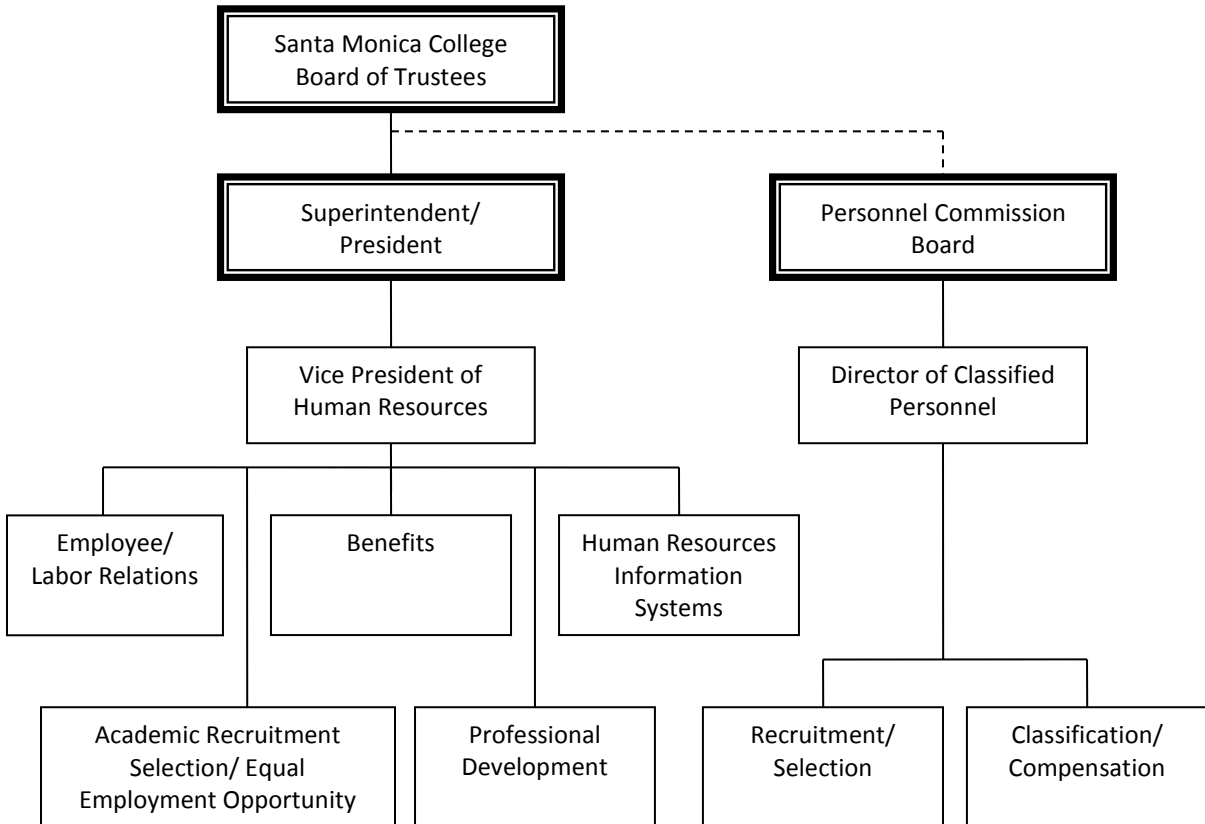 Santa Monica College
Board of Trustees
Superintendent/
President
Personnel Commission
Board
Vice President of
Human Resources
Director of Classified
Personnel
Employee/
Labor Relations
Benefits
Human Resources
Information
Systems
Academic Recruitment
Selection/ Equal
Employment Opportunity
Professional
Development
Recruitment/
Selection
Classification/
Compensation